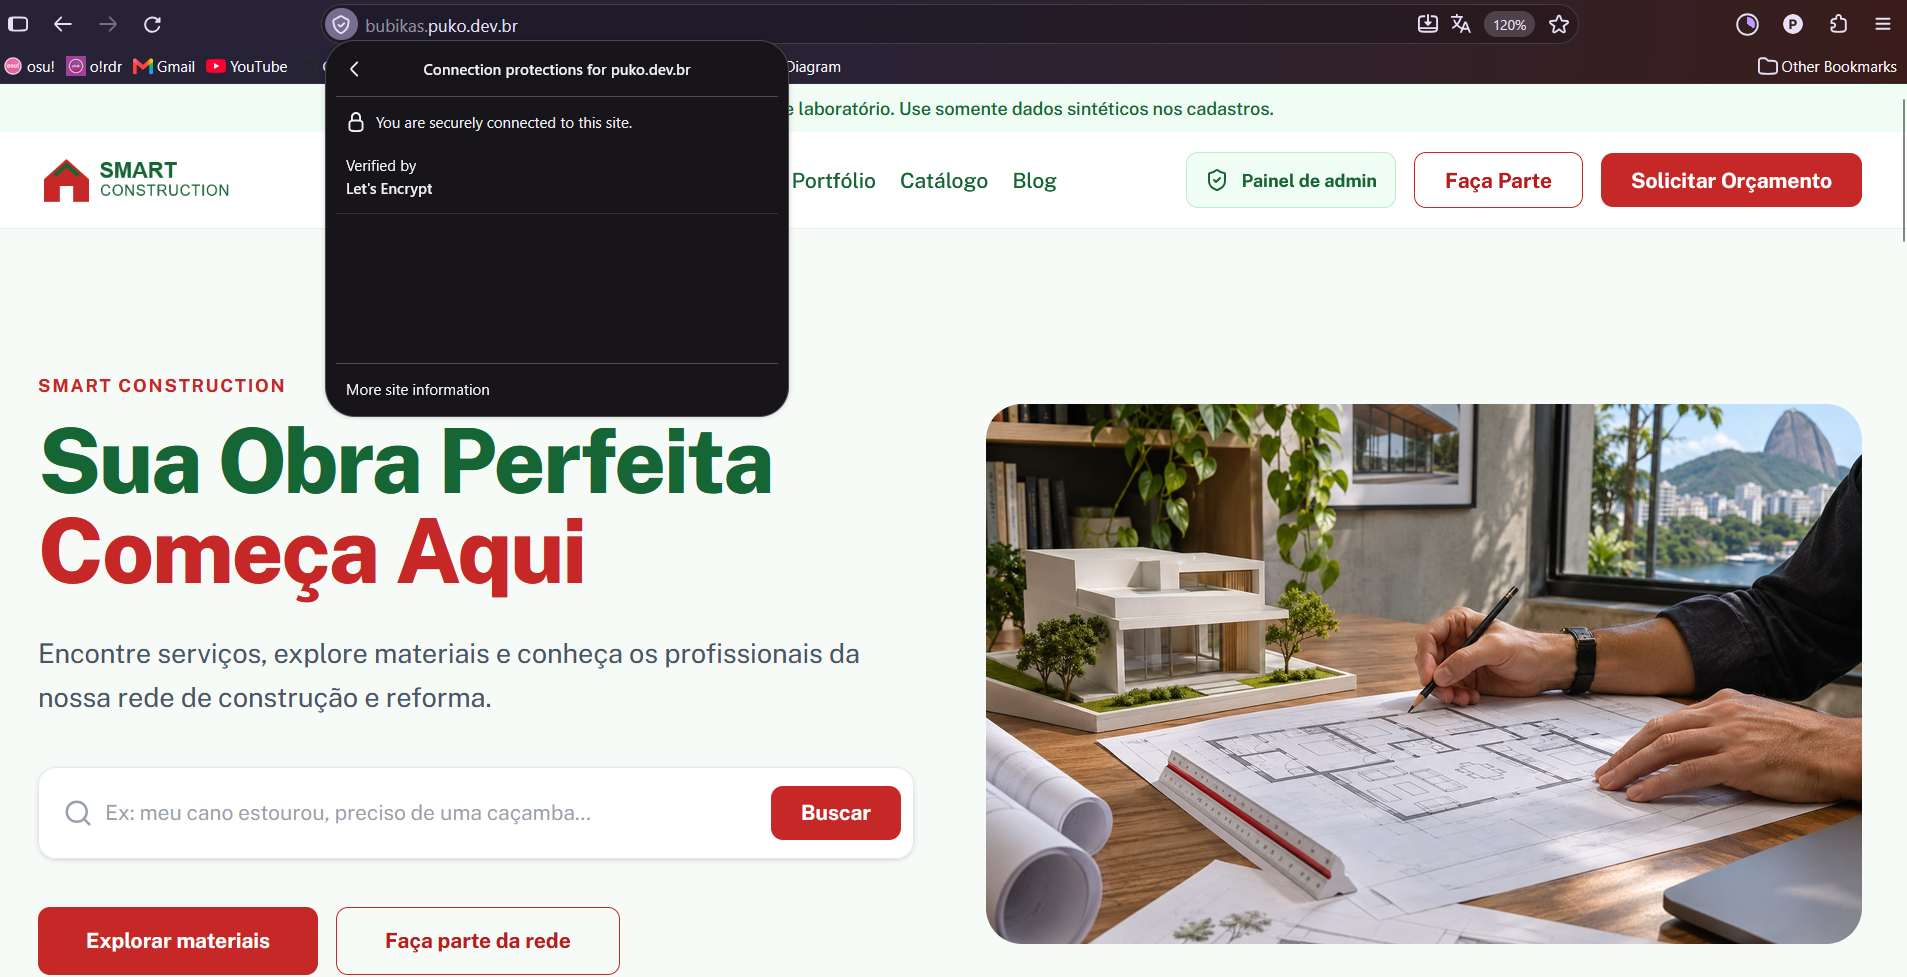 bubikas.puko.dev.br
120%
P
osu!
o!rdr
Gmail
YouTube
Diagram
Other Bookmarks
Connection protections for puko.dev.br
You are securely connected to this site.
Verified by
Let's Encrypt
More site information
laboratório. Use somente dados sintéticos nos cadastros.
SMART
CONSTRUCTION
Portfólio
Catálogo
Blog
Painel de admin
Faça Parte
Solicitar Orçamento
SMART CONSTRUCTION
Sua Obra Perfeita
Começa Aqui
Encontre serviços, explore materiais e conheça os profissionais da
nossa rede de construção e reforma.
Ex: meu cano estourou, preciso de uma caçamba...
Buscar
Explorar materiais
Faça parte da rede